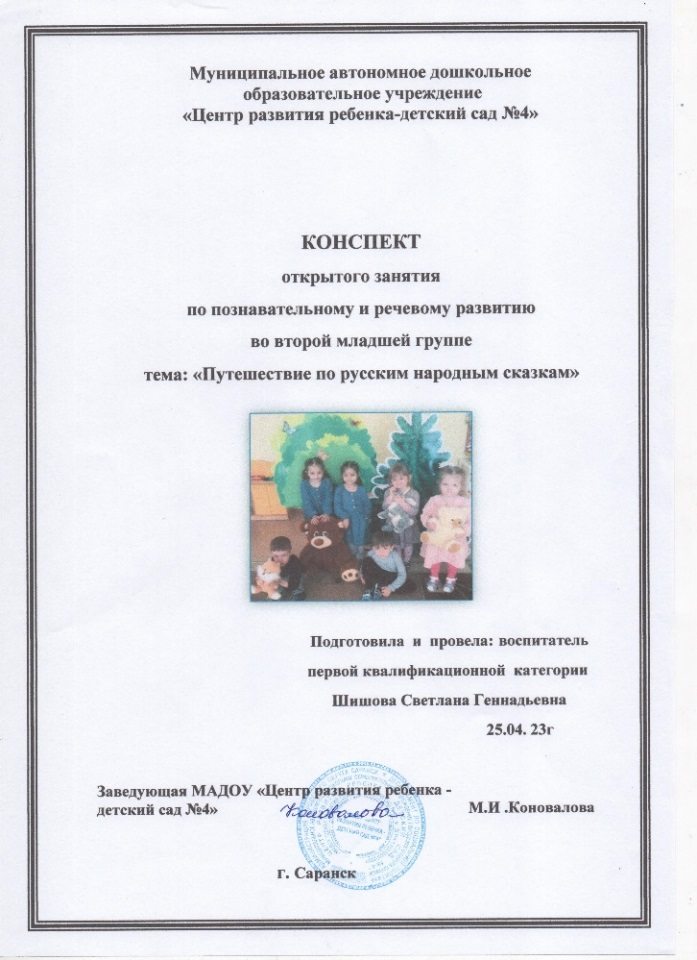 Муниципальное автономное дошкольное
образовательное учреждение
«Центр развития ребенка-детский сад №4»
КОНСПЕКТ
открытого занятия
по познавательному и речевому развитию
во второй младшей группе
тема: «Путешествие по русским народным сказкам»
Подготовила и провела: воспитатель
первой квалификационной категории
Шишова Светлана Геннадьевна
25.04. 23г
Заведующая МАДОУ «Центр развития ребенка -
детский сад №4» Коновалова М.И .Коновалова
г. Саранск